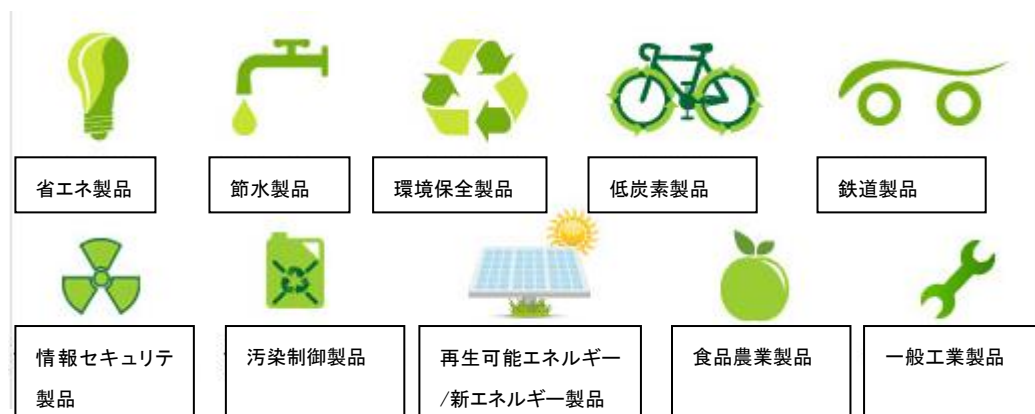 省エネ製品
節水製品
環境保全製品
低炭素製品
鉄道製品
情報セキュリテ
製品
汚染制御製品
再生可能エネルギー
/新エネルギー製品
食品農業製品
一般工業製品